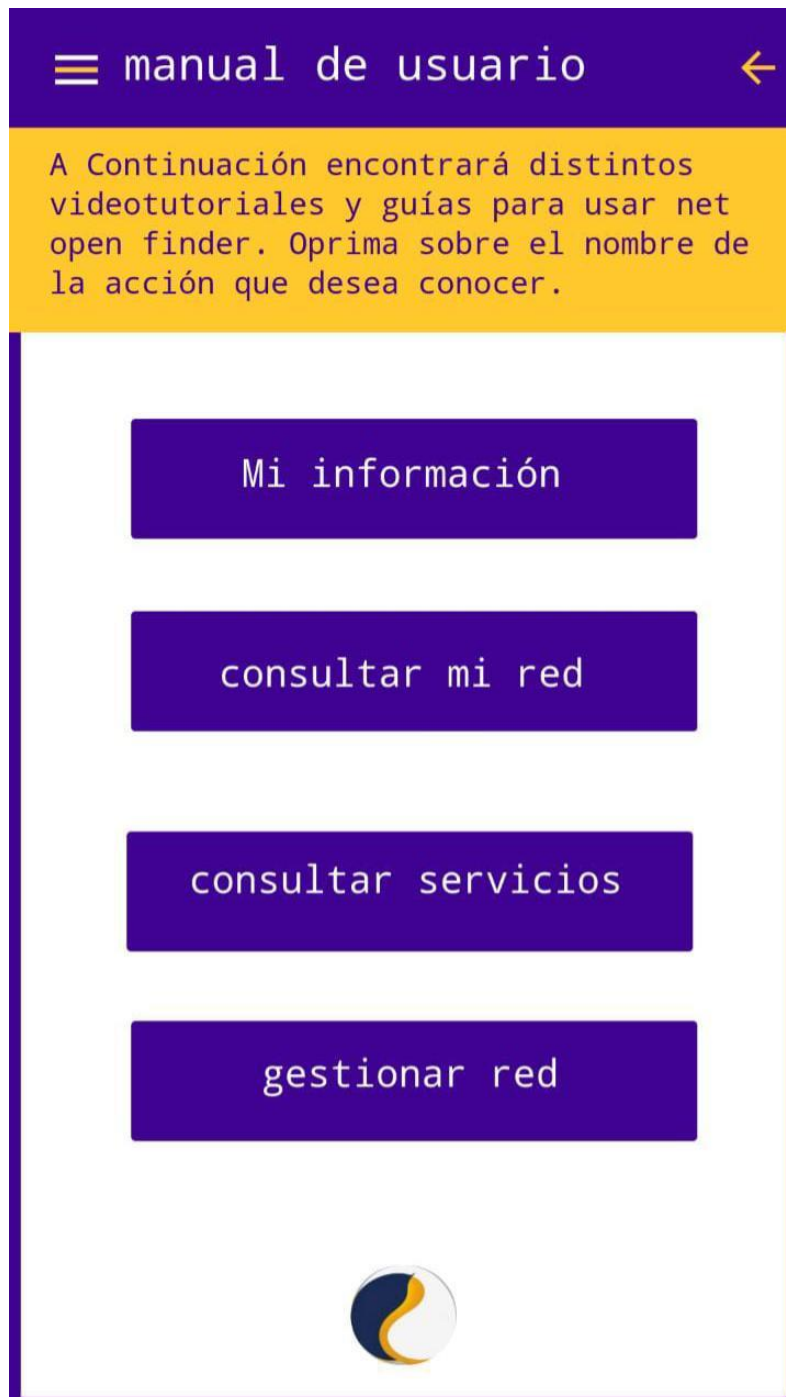 manual de usuario
A Continuación encontrará distintos
videotutoriales y guías para usar net
open finder. Oprima sobre el nombre de
la acción que desea conocer.
Mi información
consultar mi red
consultar servicios
gestionar red